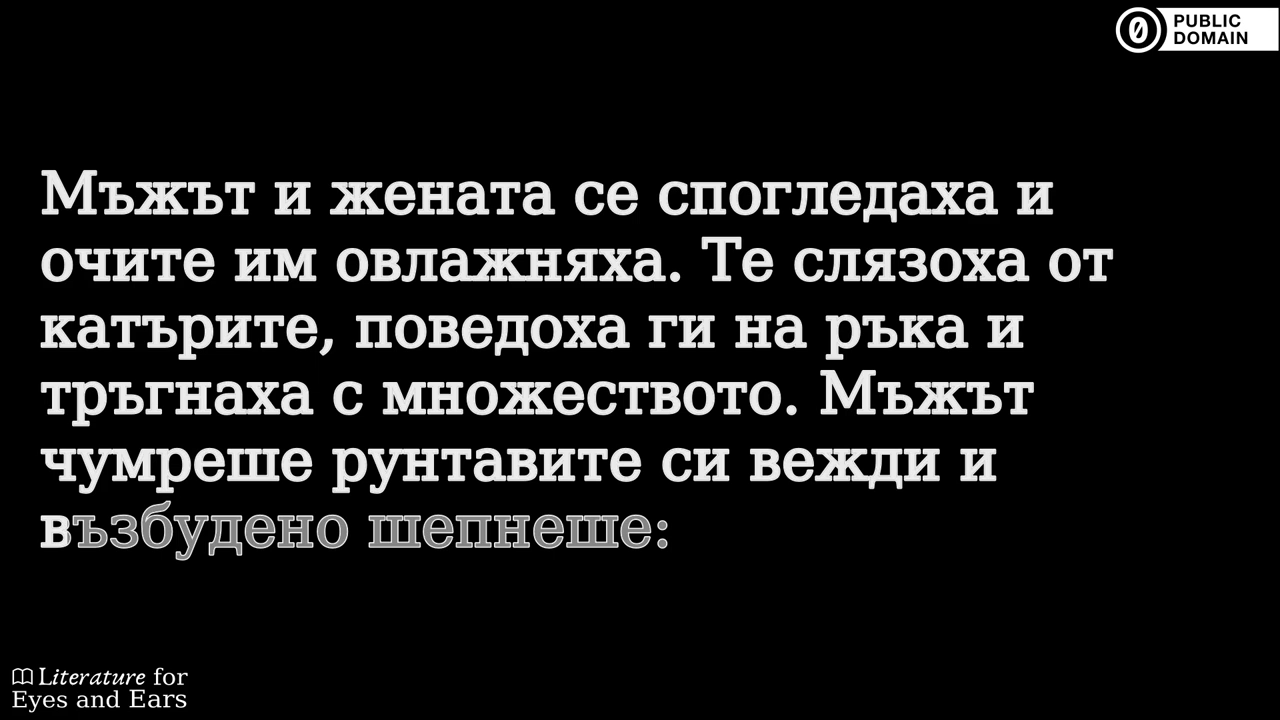 PUBLIC
DOMAIN
Мъжът и жената се спогледаха и
очите им овлажняха. Те слязоха от
катърите, поведоха ги на ръка и
тръгнаха с множеството. Мъжът
чумреше рунтавите си вежди и
възбудено шепнеше:
Literature for
Eyes and Ears